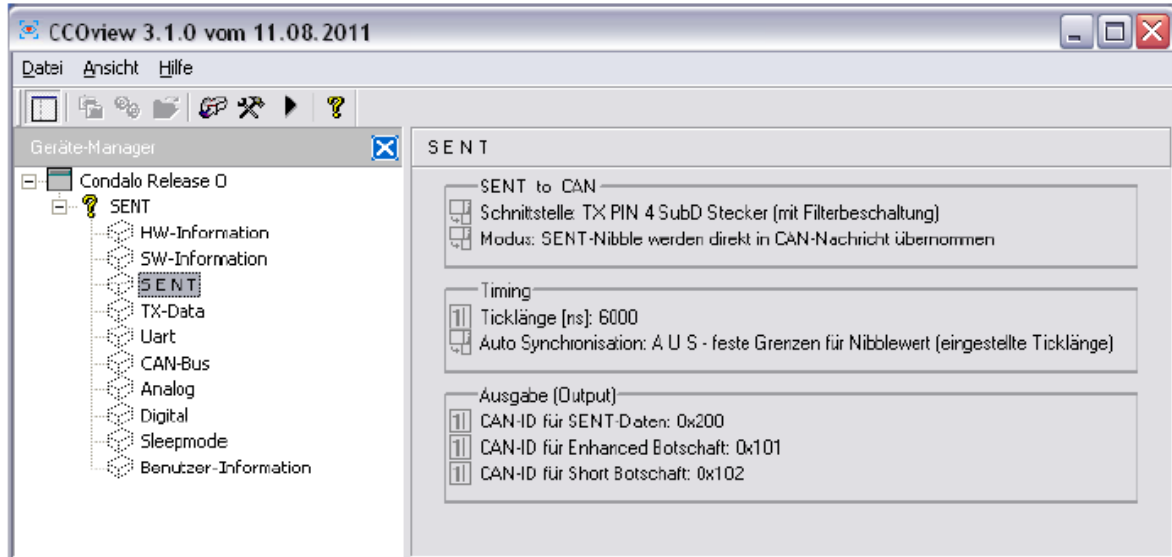 CCOview 3.1.0 vom 11.08.2011
Datei Ansicht Hilfe
Geräte-Manager
Condalo Release 0
SENT
HW-Information
SW-Information
S E N T
TX-Data
Uart
CAN-Bus
Analog
Digital
Sleepmode
Benutzer-Information
S E N T
SENT to CAN
Schnittstelle: TX PIN 4 SubD Stecker (mit Filterbeschaltung)
Modus: SENT-Nibble werden direkt in CAN-Nachricht übernommen
Timing
Ticklänge [ns]: 6000
Auto Synchronisation: A U S - feste Grenzen für Nibblewert (eingestellte Ticklänge)
Ausgabe (Output)
CAN-ID für SENT-Daten: 0x200
CAN-ID für Enhanced Botschaft: 0x101
CAN-ID für Short Botschaft: 0x102